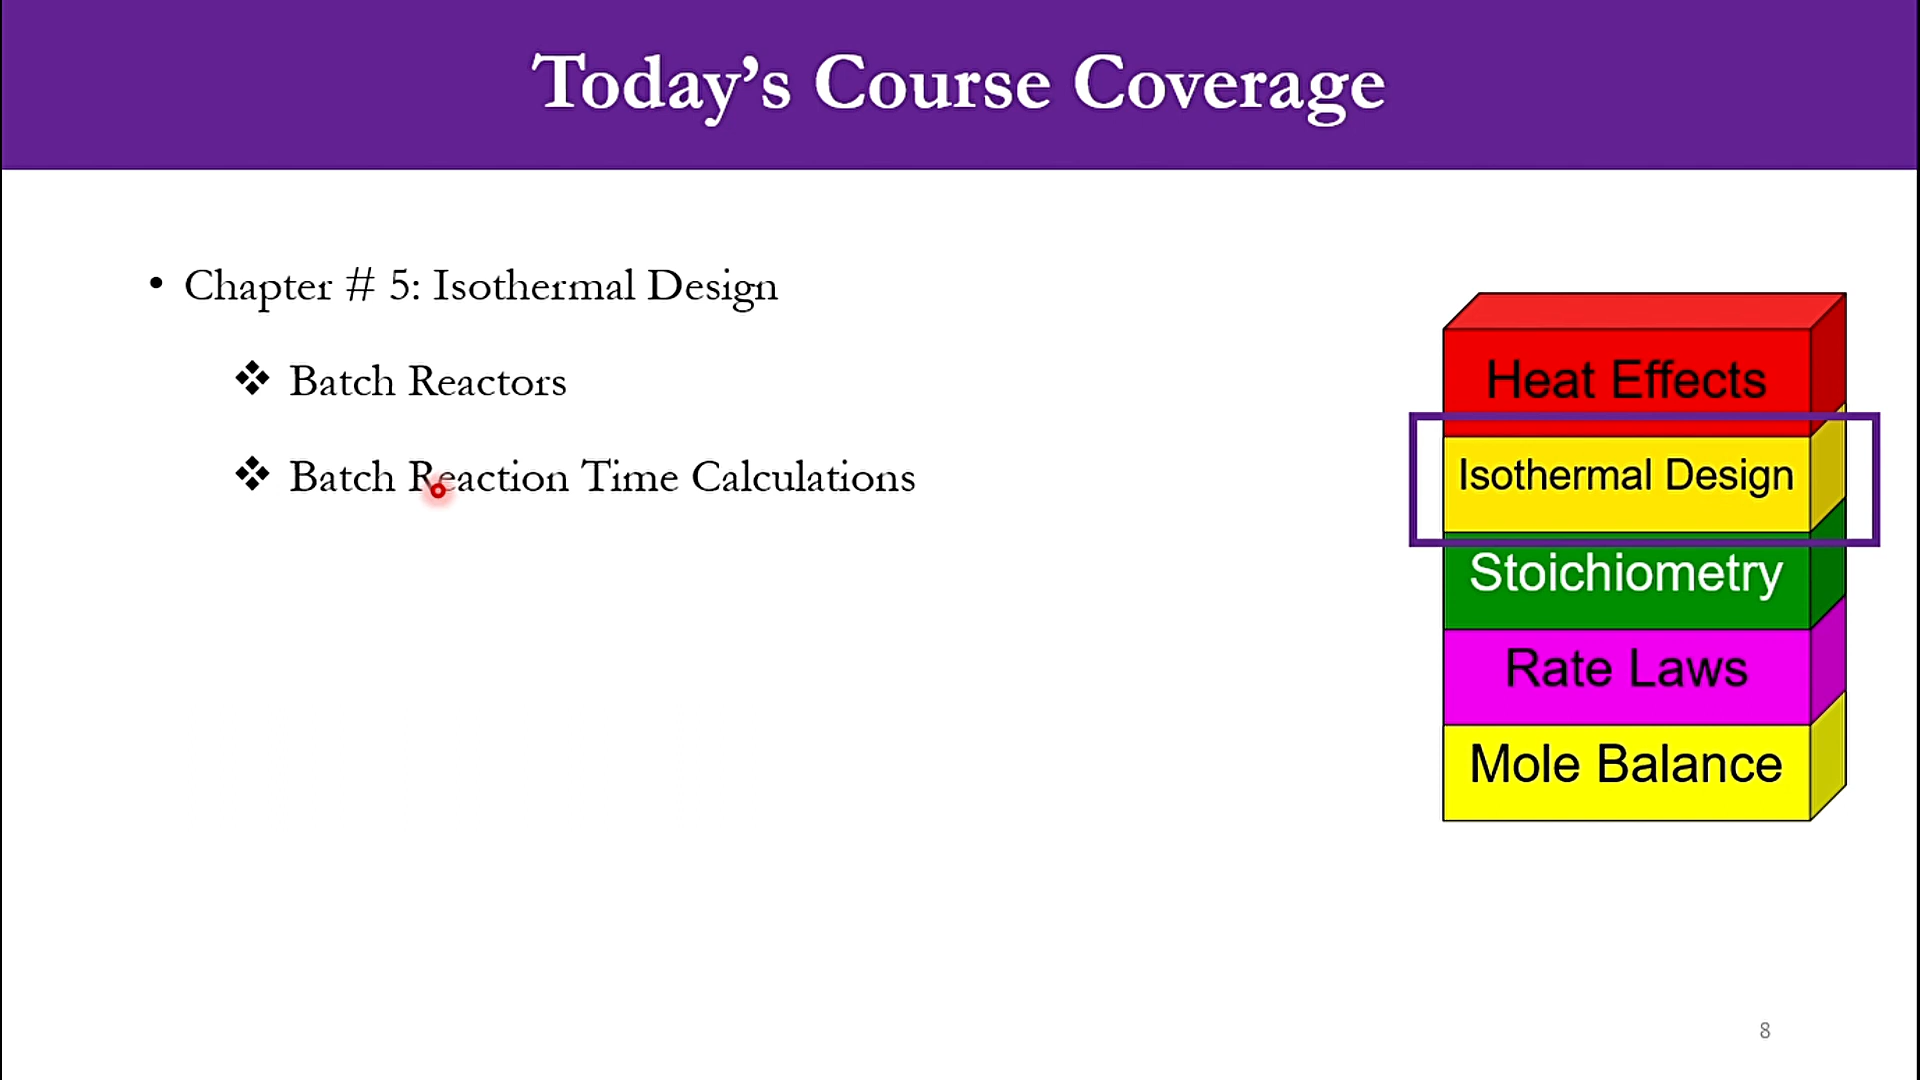 Today’s Course Coverage
• Chapter # 5: Isothermal Design
❖ Batch Reactors
❖ Batch Reaction Time Calculations
Heat Effects
Isothermal Design
Stoichiometry
Rate Laws
Mole Balance
8